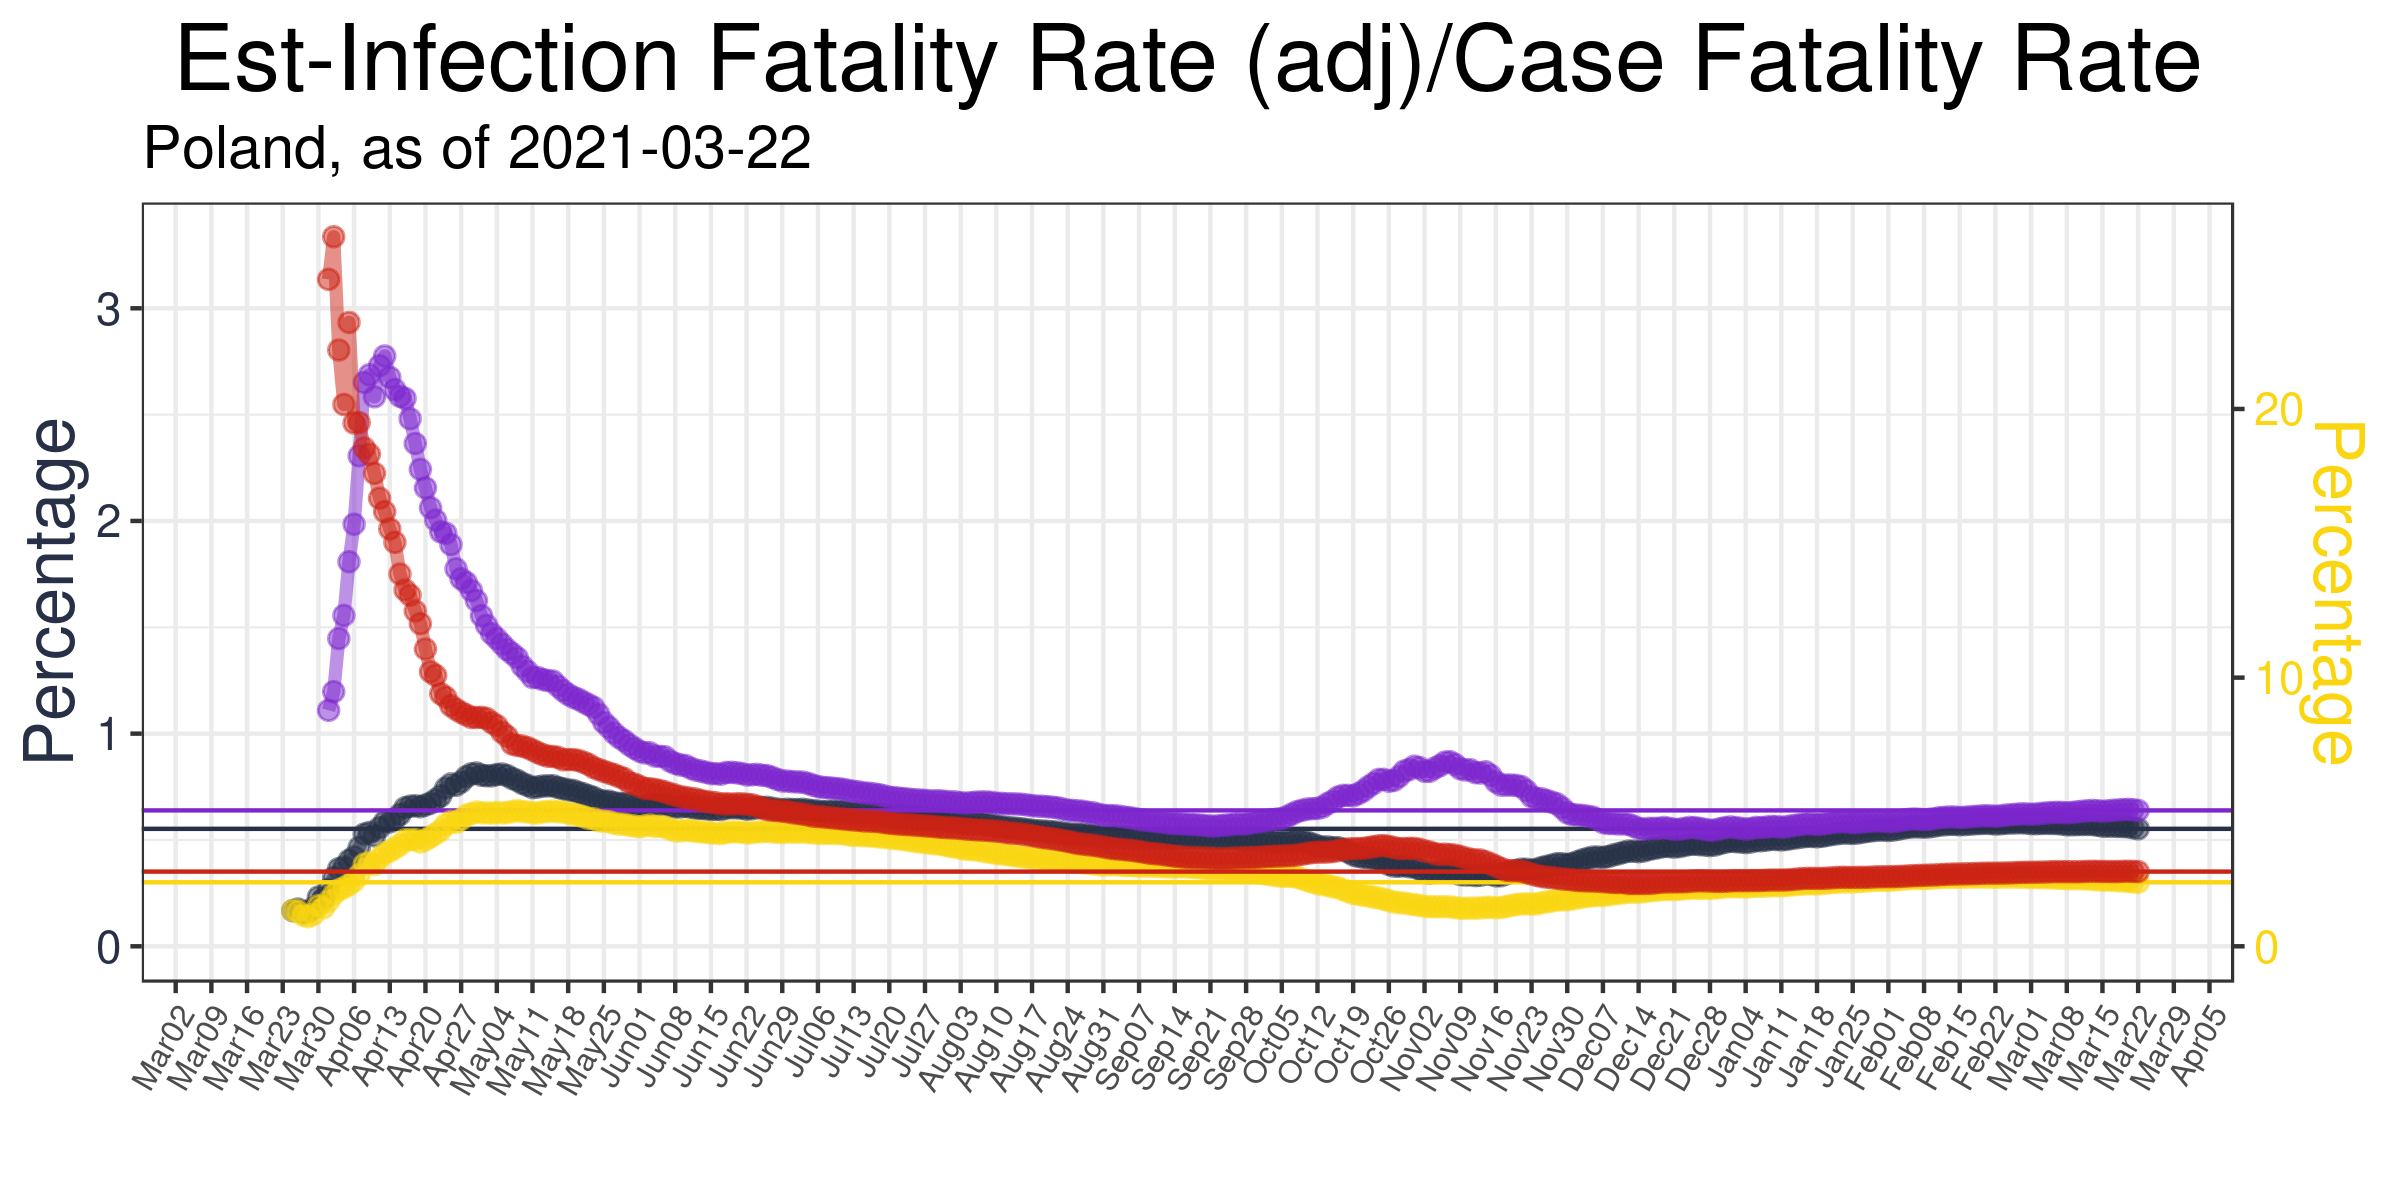 Est-Infection Fatality Rate (adj)/Case Fatality Rate
Poland, as of 2021-03-22
Percentage
3
2
1
0
20
10
0
Percentage
Mar02
Mar09
Mar16
Mar23
Mar30
Apr06
Apr13
Apr20
Apr27
May04
May11
May18
May25
Jun01
Jun08
Jun15
Jun22
Jun29
Jul06
Jul13
Jul20
Jul27
Aug03
Aug10
Aug17
Aug24
Aug31
Sep07
Sep14
Sep21
Sep28
Oct05
Oct12
Oct19
Oct26
Nov02
Nov09
Nov16
Nov23
Nov30
Dec07
Dec14
Dec21
Dec28
Jan04
Jan11
Jan18
Jan25
Feb01
Feb08
Feb15
Feb22
Mar01
Mar08
Mar15
Mar22
Mar29
Apr05